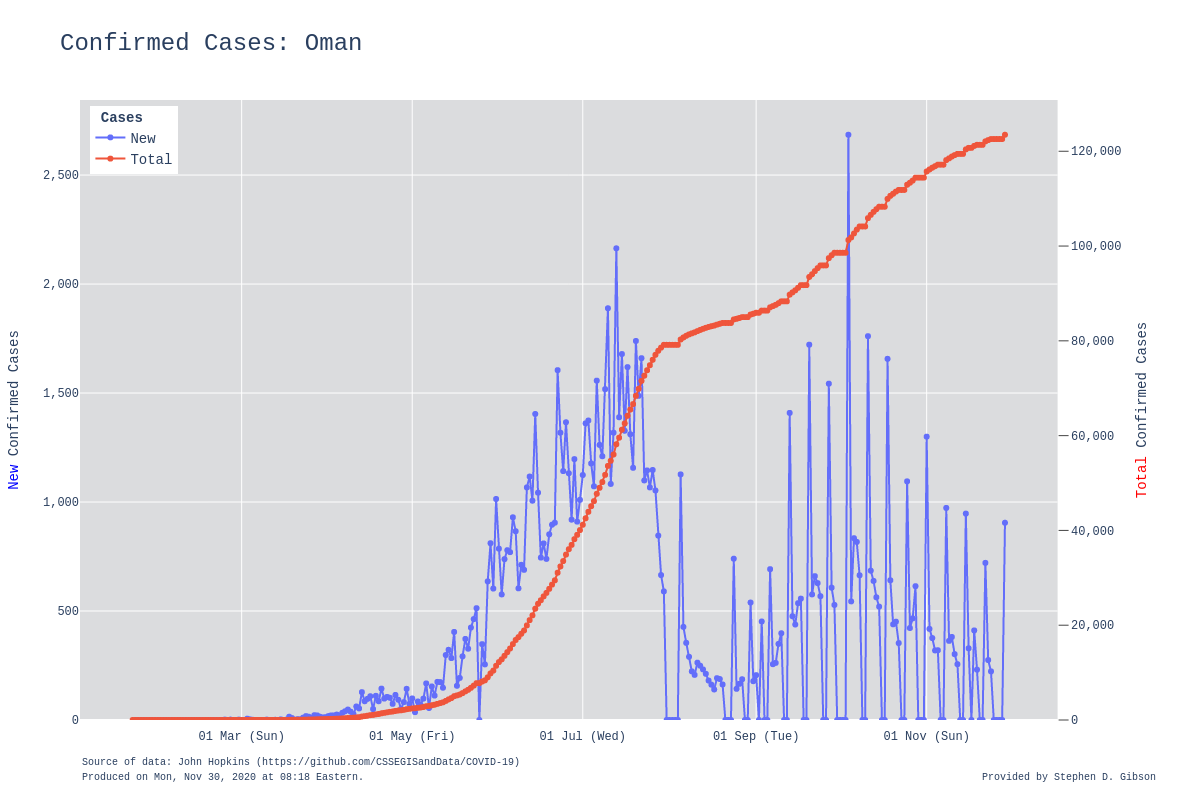 Confirmed Cases: Oman
Cases
New
Total
2,500
2,000
1,500
1,000
500
0
120,000
100,000
80,000
60,000
40,000
20,000
0
New Confirmed Cases
Total Confirmed Cases
01 Mar (Sun)
01 May (Fri)
01 Jul (Wed)
01 Sep (Tue)
01 Nov (Sun)
Source of data: John Hopkins (https://github.com/CSSEGISandData/COVID-19)
Produced on Mon, Nov 30, 2020 at 08:18 Eastern.
Provided by Stephen D. Gibson